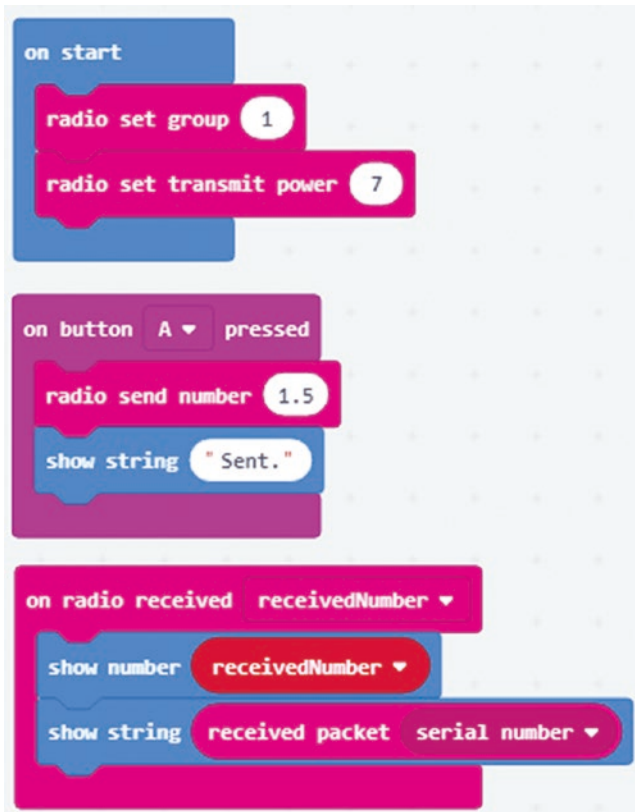 on start
radio set group 1
radio set transmit power 7
on button A pressed
radio send number 1.5
show string "Sent."
on radio received receivedNumber
show number receivedNumber
show string received packet serial number